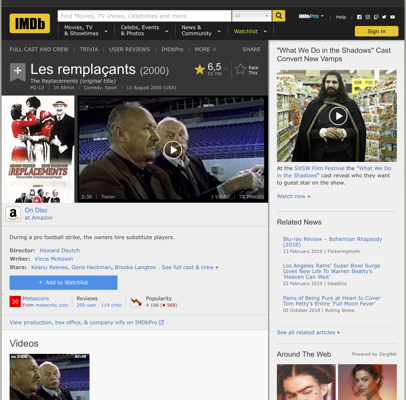 IMDb
Find Movies, TV shows, Celebrities and more...
All
IMDbPro
Help
Movies, TV
& Showtimes
Celebs, Events
& Photos
News &
Community
Watchlist
Sign in
FULL CAST AND CREW | TRIVIA | USER REVIEWS | IMDbPro | MORE
SHARE
Les remplaçants (2000)
The Replacements (original title)
PG-13 | 1h 58min | Comedy, Sport | 11 August 2000 (USA)
6,5
Rate
This
REPLACEMENTS
2:30 | Trailer
1 VIDEO
On Disc
at Amazon
During a pro football strike, the owners hire substitute players.
Director: Howard Deutch
Writer: Vince McKewin
Stars: Keanu Reeves, Gene Hackman, Brooke Langton | See full cast & crew »
+ Add to Watchlist
30
Metascore
From metacritic.com
Reviews
259 user | 119 critic
Popularity
4 106 ( 568)
View production, box office, & company info on IMDbPro
Videos
"What We Do in the Shadows" Cast
Convert New Vamps
At the SXSW Film Festival the "What We
Do in the Shadows" cast reveal who they want
to guest star on the show.
Watch now »
Related News
Blu-ray Review – Bohemian Rhapsody
(2018)
13 February 2019 | Flickeringmyth
Los Angeles Rams' Super Bowl Surge
Gives New Life To Warren Beatty's
'Heaven Can Wait'
02 February 2019 | Deadline
Pains of Being Pure at Heart to Cover
Tom Petty's Entire 'Full Moon Fever'
02 October 2018 | Rolling Stone
See all related articles »
Around The Web
Powered by ZergNet